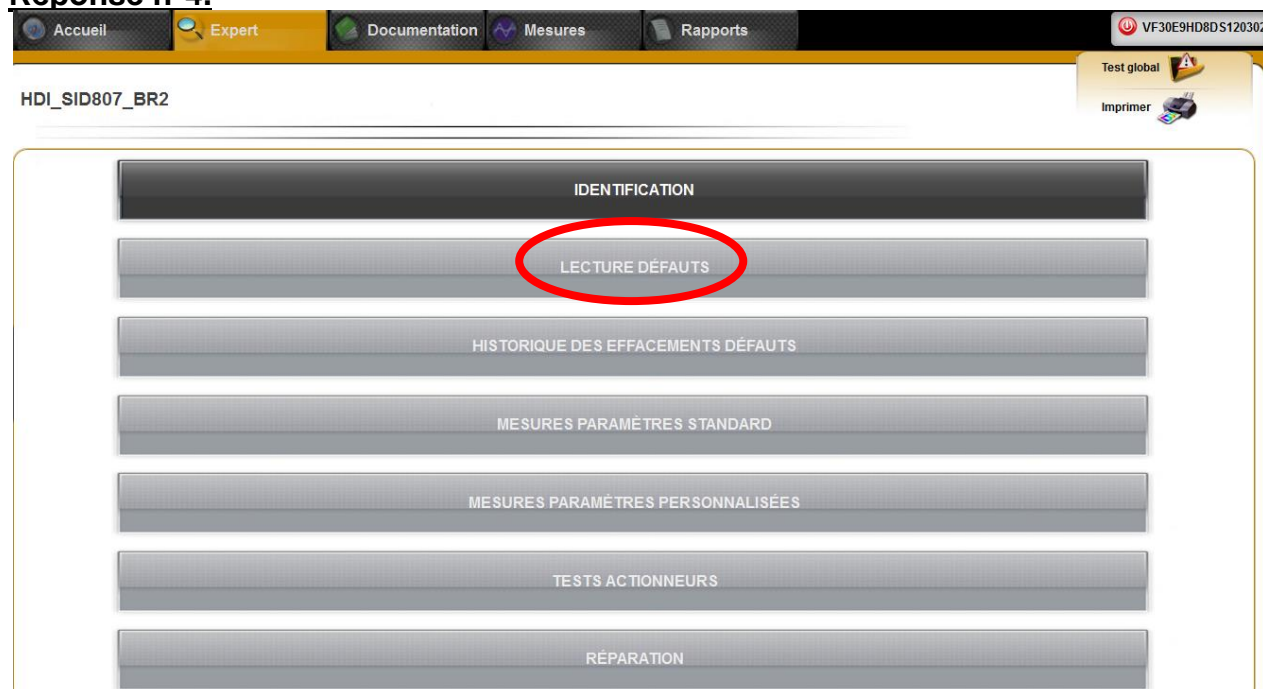 Réponse n°4:
Accueil Expert Documentation Mesures Rapports VF30E9HD8DS120302
Test global
HDI_SID807_BR2
Imprimer
IDENTIFICATION
LECTURE DÉFAUTS
HISTORIQUE DES EFFACEMENTS DÉFAUTS
MESURES PARAMÈTRES STANDARD
MESURES PARAMÈTRES PERSONNALISÉES
TESTS ACTIONNEURS
RÉPARATION